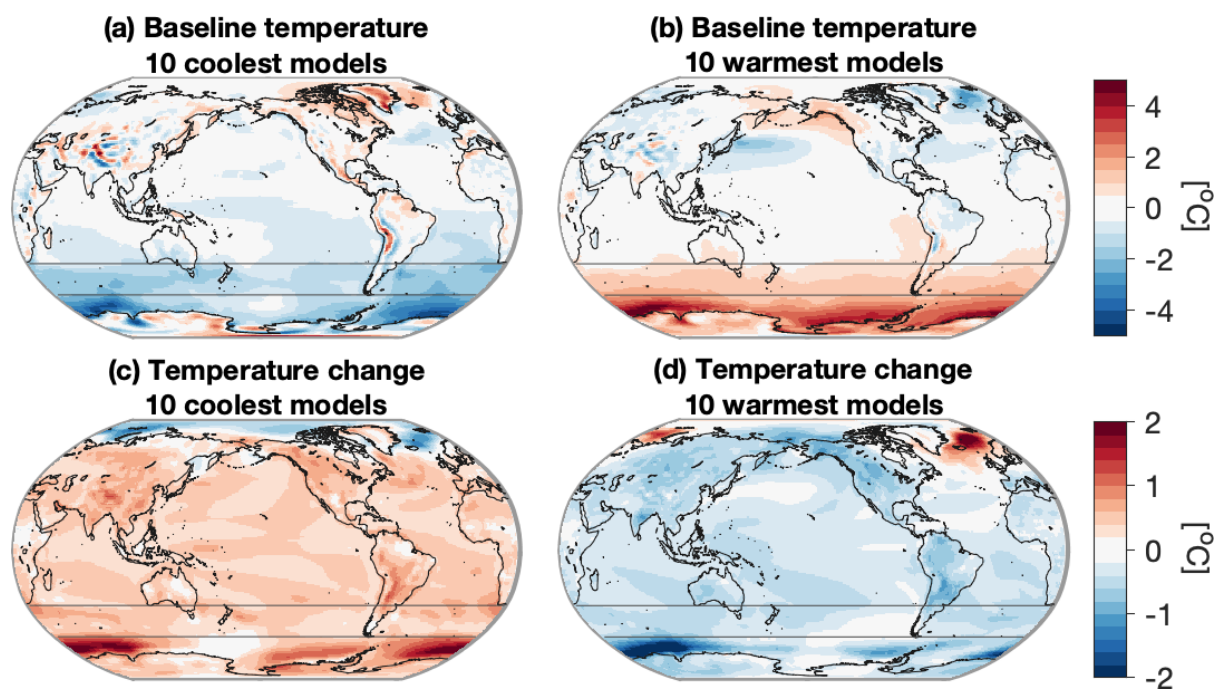 (a) Baseline temperature
10 coolest models
(b) Baseline temperature
10 warmest models
4
2
0
-2
-4
[°C]
(c) Temperature change
10 coolest models
(d) Temperature change
10 warmest models
2
1
0
-1
-2
[°C]